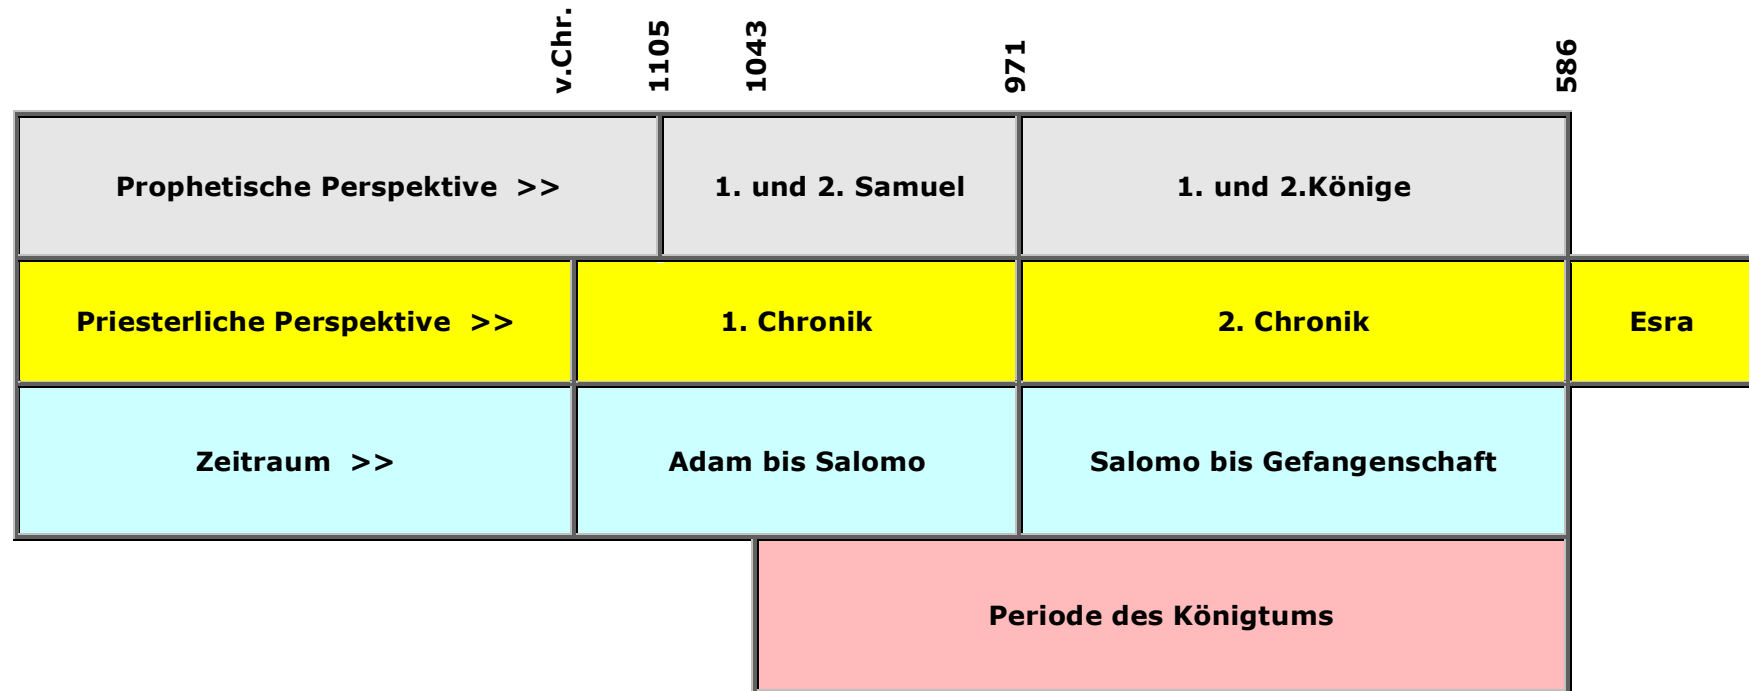 v.Chr.
1105
1043
971
586
Prophetische Perspektive >>
1. und 2. Samuel
1. und 2.Könige
Priesterliche Perspektive >>
1. Chronik
2. Chronik
Esra
Zeitraum >>
Adam bis Salomo
Salomo bis Gefangenschaft
Periode des Königtums